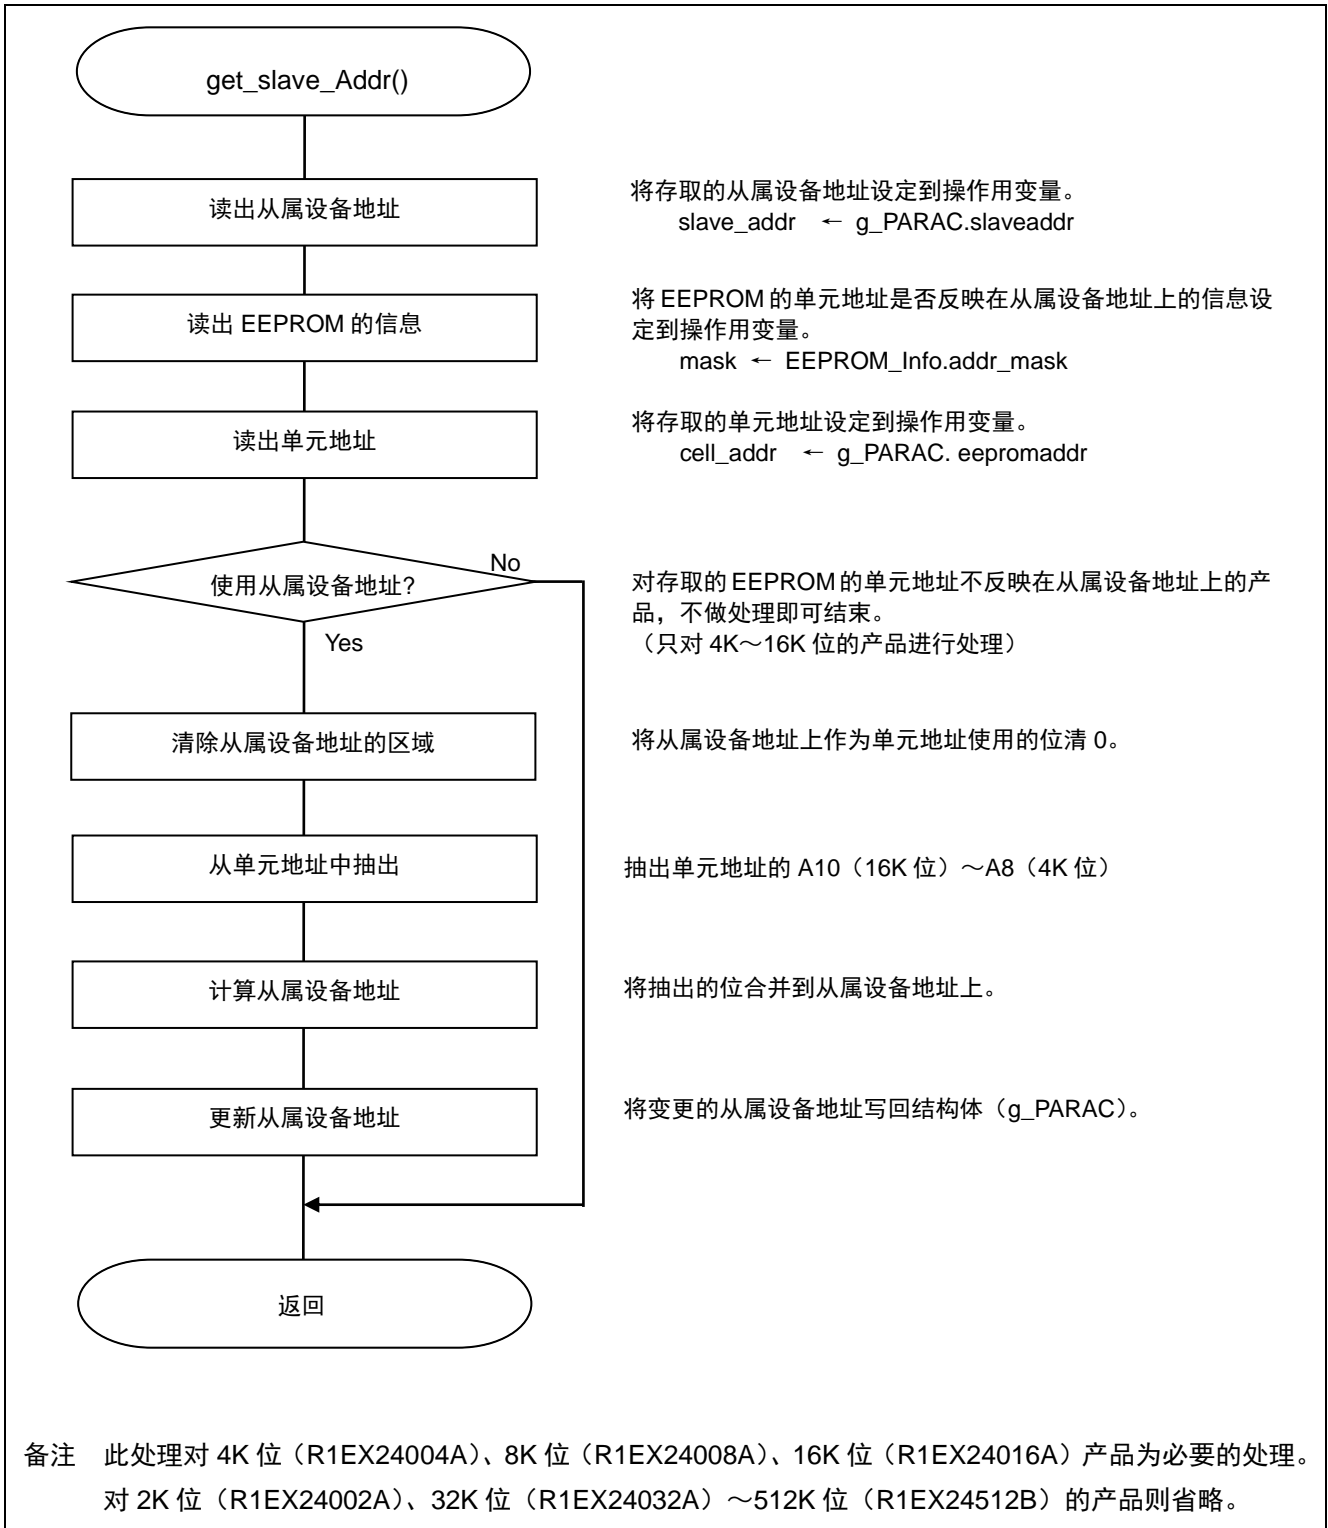 get_slave_Addr()
读出从属设备地址
将存取的从属设备地址设定到操作用变量。
slave_addr ← g_PARAC.slaveaddr
读出 EEPROM 的信息
将 EEPROM 的单元地址是否反映在从属设备地址上的信息设
定到操作用变量。
mask ← EEPROM_Info.addr_mask
读出单元地址
将存取的单元地址设定到操作用变量。
cell_addr ← g_PARAC. eepromaddr
使用从属设备地址?
No
Yes
对存取的 EEPROM 的单元地址不反映在从属设备地址上的产
品，不做处理即可结束。
（只对 4K～16K 位的产品进行处理）
清除从属设备地址的区域
将从属设备地址上作为单元地址使用的位清 0。
从单元地址中抽出
抽出单元地址的 A10（16K 位）～A8（4K 位）
计算从属设备地址
将抽出的位合并到从属设备地址上。
更新从属设备地址
将变更的从属设备地址写回结构体（g_PARAC）。
返回
备注 此处理对 4K 位（R1EX24004A）、8K 位（R1EX24008A）、16K 位（R1EX24016A）产品为必要的处理。
对 2K 位（R1EX24002A）、32K 位（R1EX24032A）～512K 位（R1EX24512B）的产品则省略。